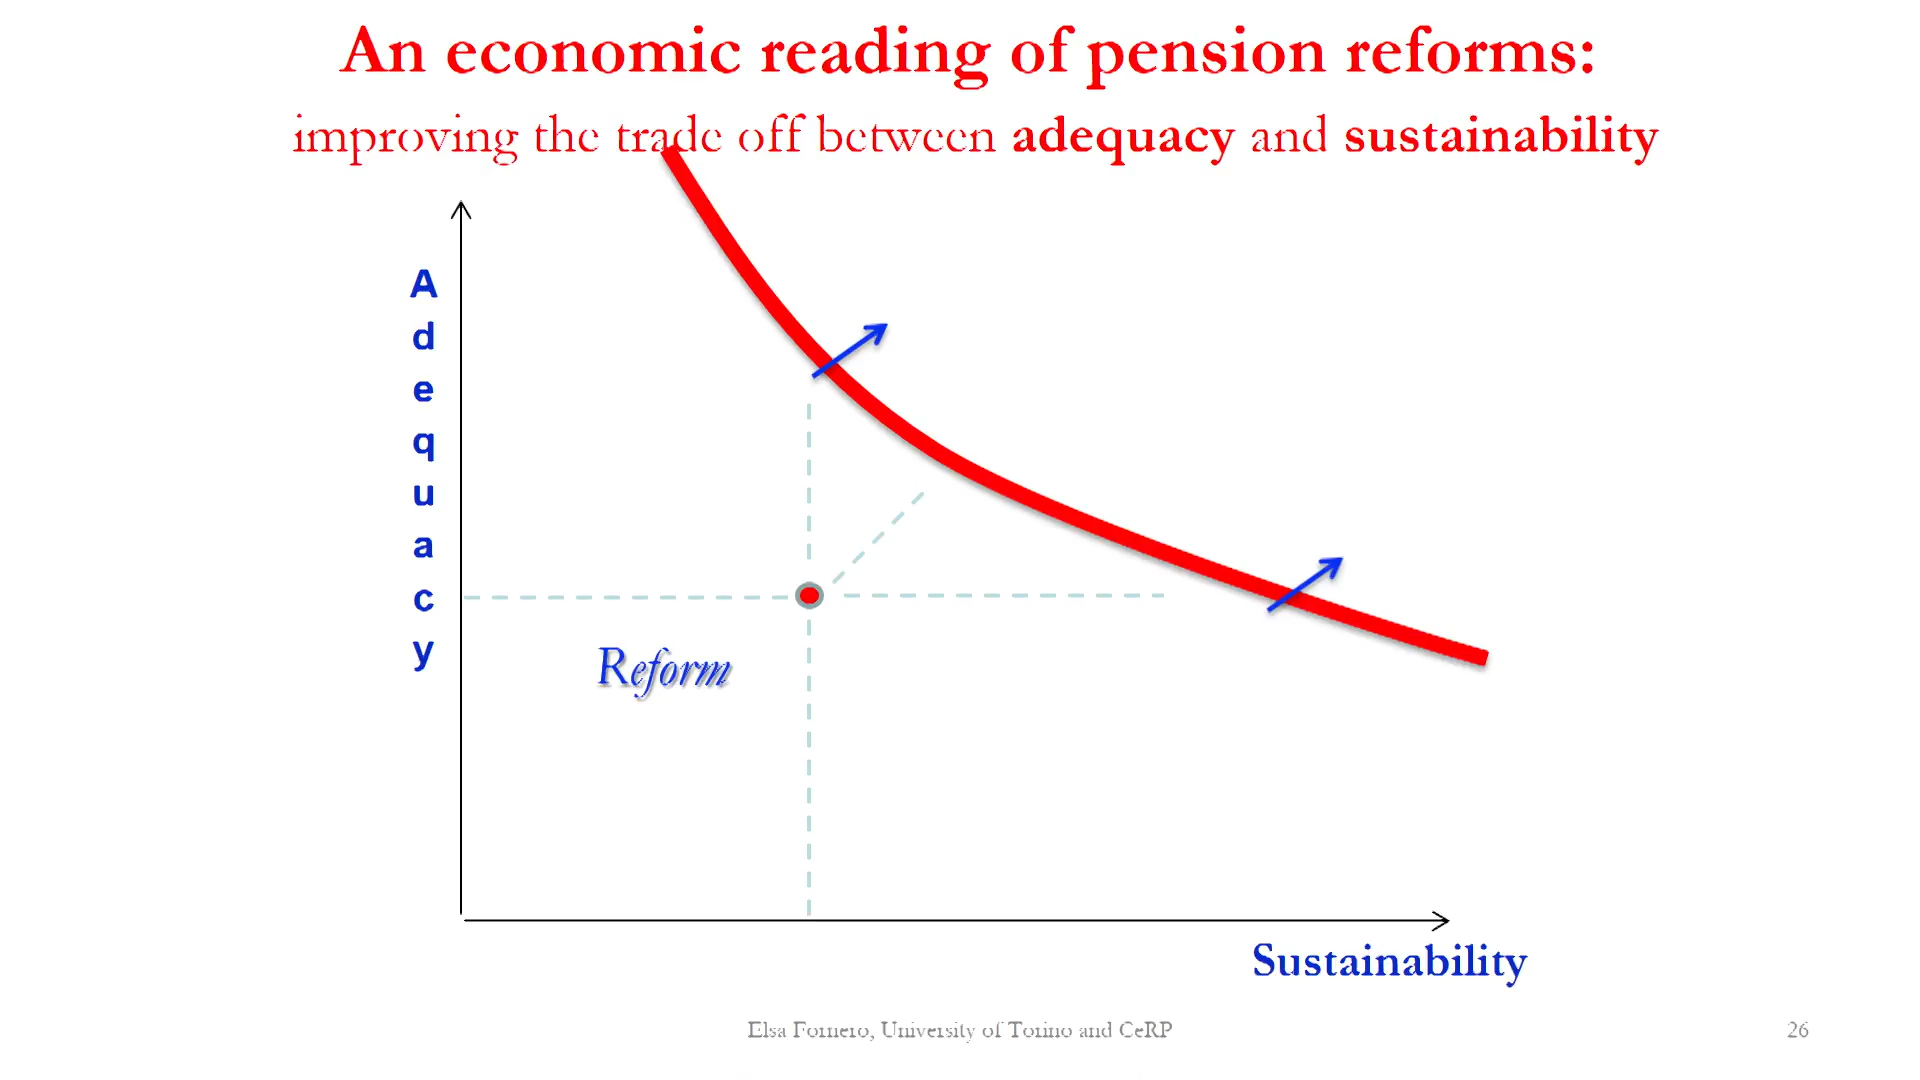 An economic reading of pension reforms:
improving the trade off between adequacy and sustainability
Adequacy
Reform
Sustainability
Elsa Fornero, University of Torino and CeRP
26